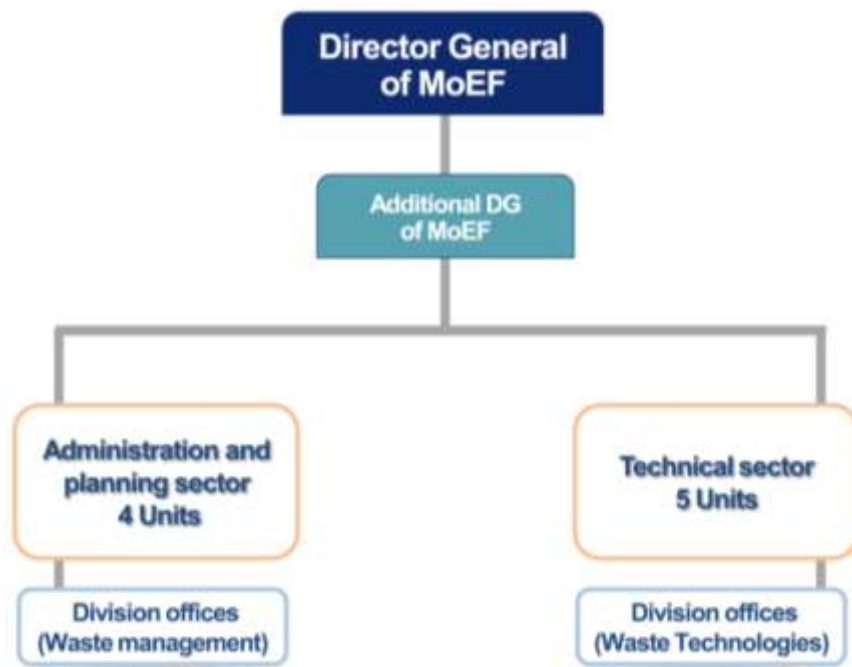 Director General
of MoEF
Additional DG
of MoEF
Administration and
planning sector
4 Units
Technical sector
5 Units
Division offices
(Waste management)
Division offices
(Waste Technologies)